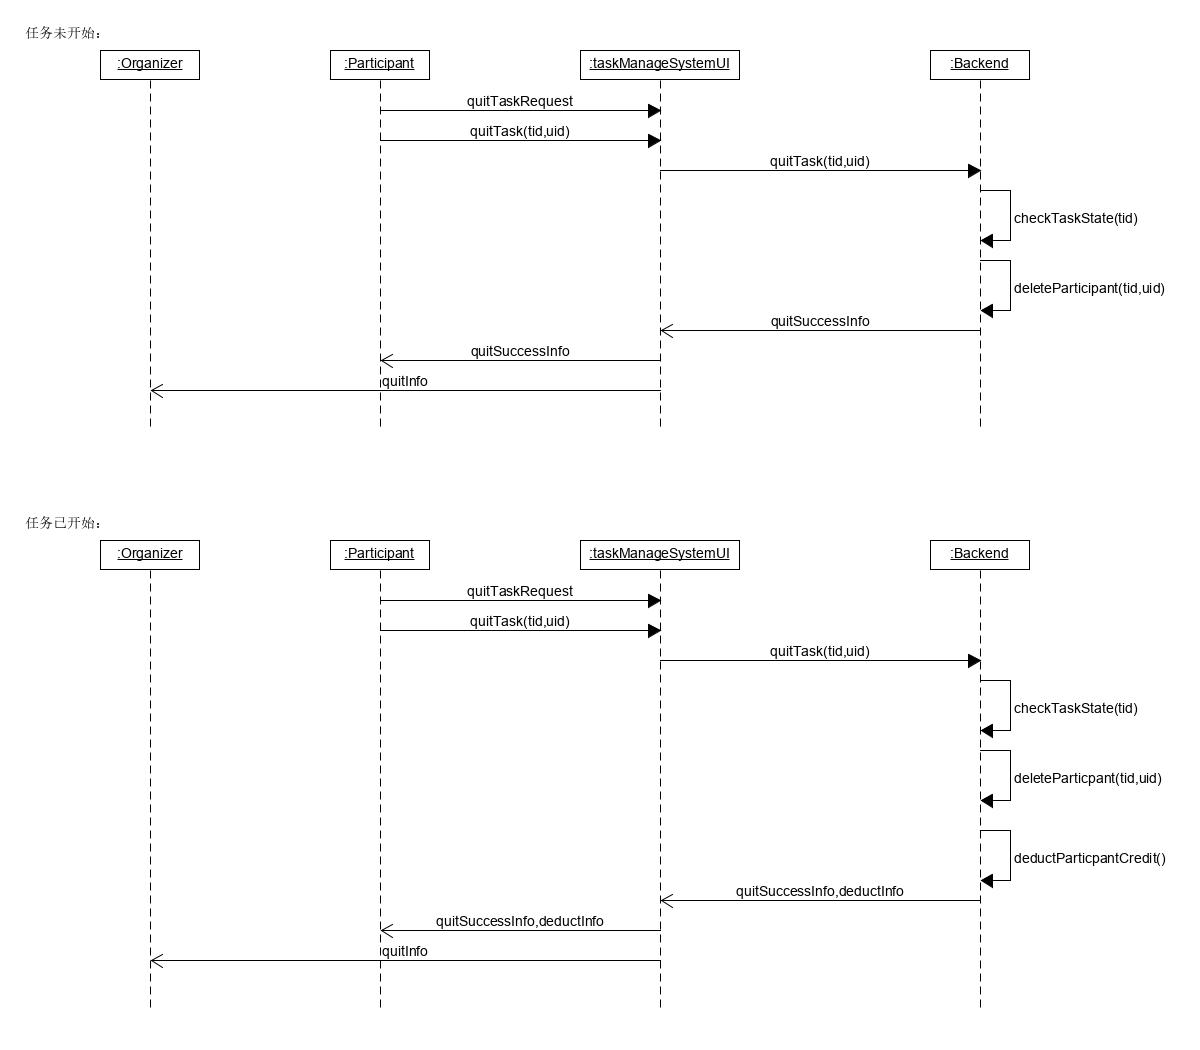 任务未开始：
:Organizer
:Participant
:taskManageSystemUI
:Backend
quitTaskRequest
quitTask(tid,uid)
quitTask(tid,uid)
checkTaskState(tid)
deleteParticipant(tid,uid)
quitSuccessInfo
quitSuccessInfo
quitInfo
任务已开始：
:Organizer
:Participant
:taskManageSystemUI
:Backend
quitTaskRequest
quitTask(tid,uid)
quitTask(tid,uid)
checkTaskState(tid)
deleteParticpant(tid,uid)
deductParticpantCredit()
quitSuccessInfo,deductInfo
quitSuccessInfo,deductInfo
quitInfo